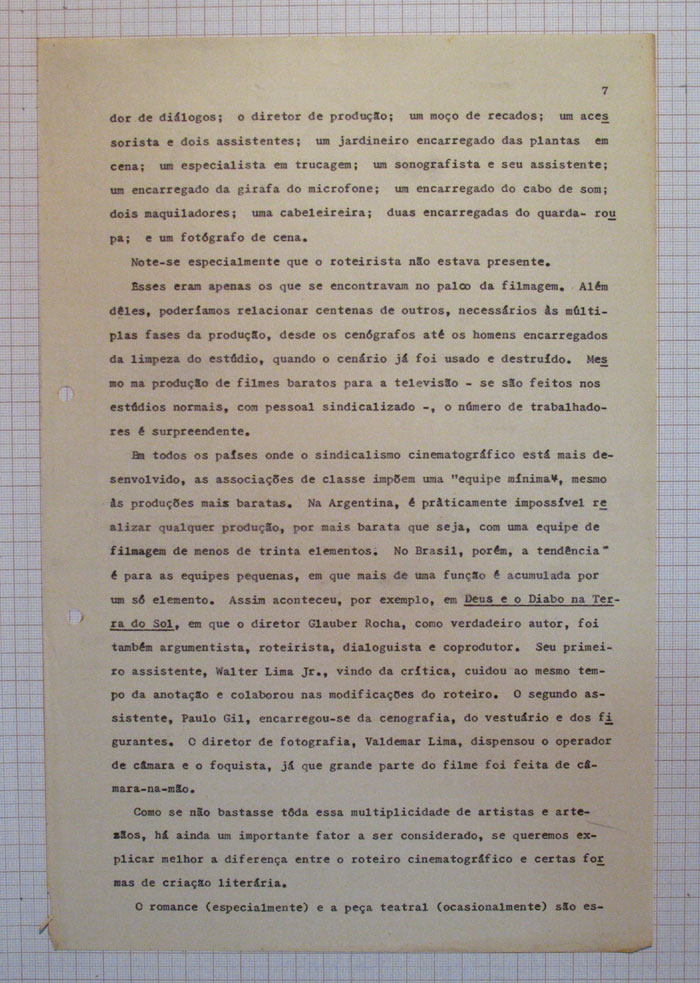 7
dor de diálogos; o diretor de produção; um moço de recados; um aces
sorista e dois assistentes; um jardineiro encarregado das plantas em
cena; um especialista em trucagem; um sonografista e seu assistente;
um encarregado da girafa do microfone; um encarregado do cabo de som;
dois maquiladores; uma cabeleireira; duas encarregadas do quarda- rou
pa; e um fotógrafo de cena.
Note-se especialmente que o roteirista não estava presente.
Esses eram apenas os que se encontravam no palco da filmagem. Além
dêles, poderíamos relacionar centenas de outros, necessários às múlti-
plas fases da produção, desde os cenógrafos até os homens encarregados
da limpeza do estúdio, quando o cenário já foi usado e destruído. Mes
mo ma produção de filmes baratos para a televisão - se são feitos nos
estúdios normais, com pessoal sindicalizado -, o número de trabalhado-
res é surpreendente.
Em todos os países onde o sindicalismo cinematográfico está mais de-
senvolvido, as associações de classe impõem uma "equipe mínima", mesmo
às produções mais baratas. Na Argentina, é pràticamente impossível re
alizar qualquer produção, por mais barata que seja, com uma equipe de
filmagem de menos de trinta elementos. No Brasil, porém, a tendência
é para as equipes pequenas, em que mais de uma função é acumulada por
um só elemento. Assim aconteceu, por exemplo, em Deus e o Diabo na Ter-
ra do Sol, em que o diretor Glauber Rocha, como verdadeiro autor, foi
também argumentista, roteirista, dialoguista e coprodutor. Seu primei-
ro assistente, Walter Lima Jr., vindo da crítica, cuidou ao mesmo tem-
po da anotação e colaborou nas modificações do roteiro. O segundo as-
sistente, Paulo Gil, encarregou-se da cenografia, do vestuário e dos fi
gurantes. O diretor de fotografia, Valdemar Lima, dispensou o operador
de câmara e o foquista, já que grande parte do filme foi feita de câ-
mara-na-mão.
Como se não bastasse tôda essa multiplicidade de artistas e arte-
sãos, há ainda um importante fator a ser considerado, se queremos ex-
plicar melhor a diferença entre o roteiro cinematográfico e certas for
mas de criação literária.
O romance (especialmente) e a peça teatral (ocasionalmente) são es-